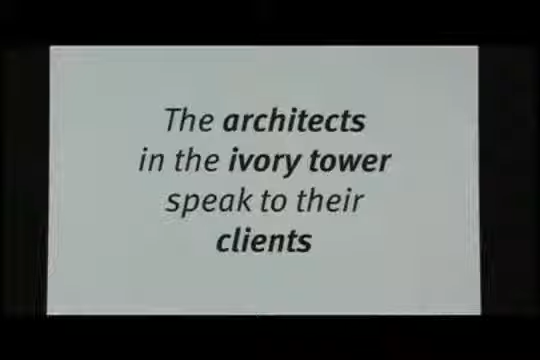 The architects
in the ivory tower
speak to their
clients